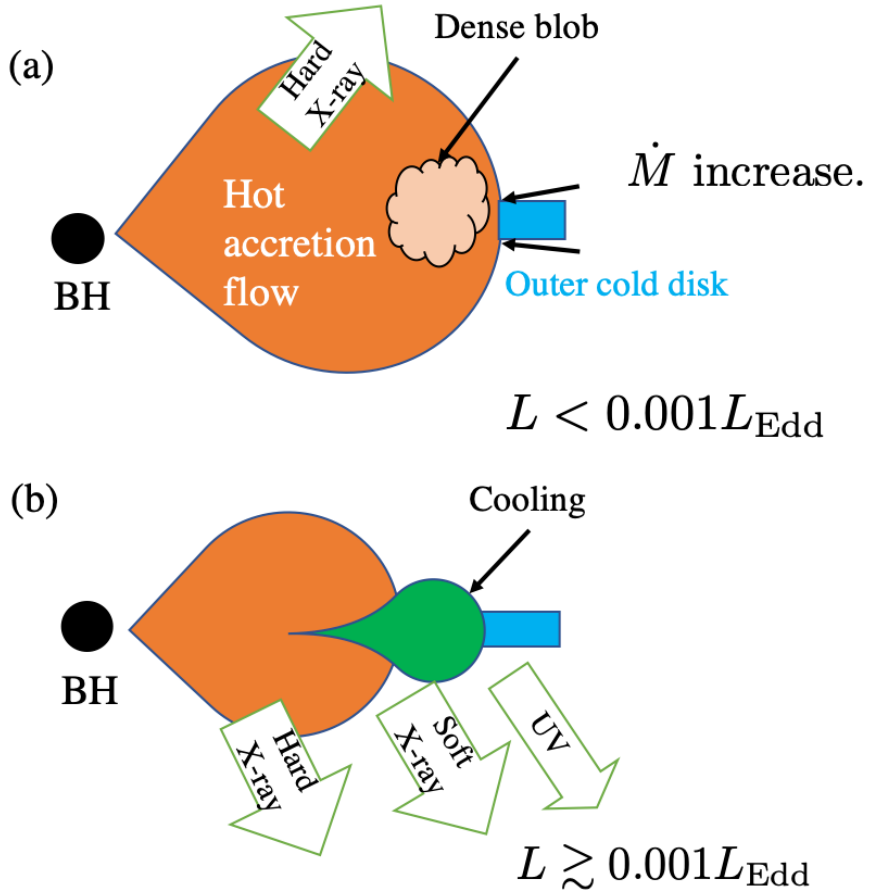 (a)
Hard
X-ray
Dense blob
Ṁ increase.
Hot
accretion
flow
BH
Outer cold disk
L < 0.001L_Edd
(b)
Cooling
BH
Hard
X-ray
Soft
X-ray
UV
L ≳ 0.001L_Edd